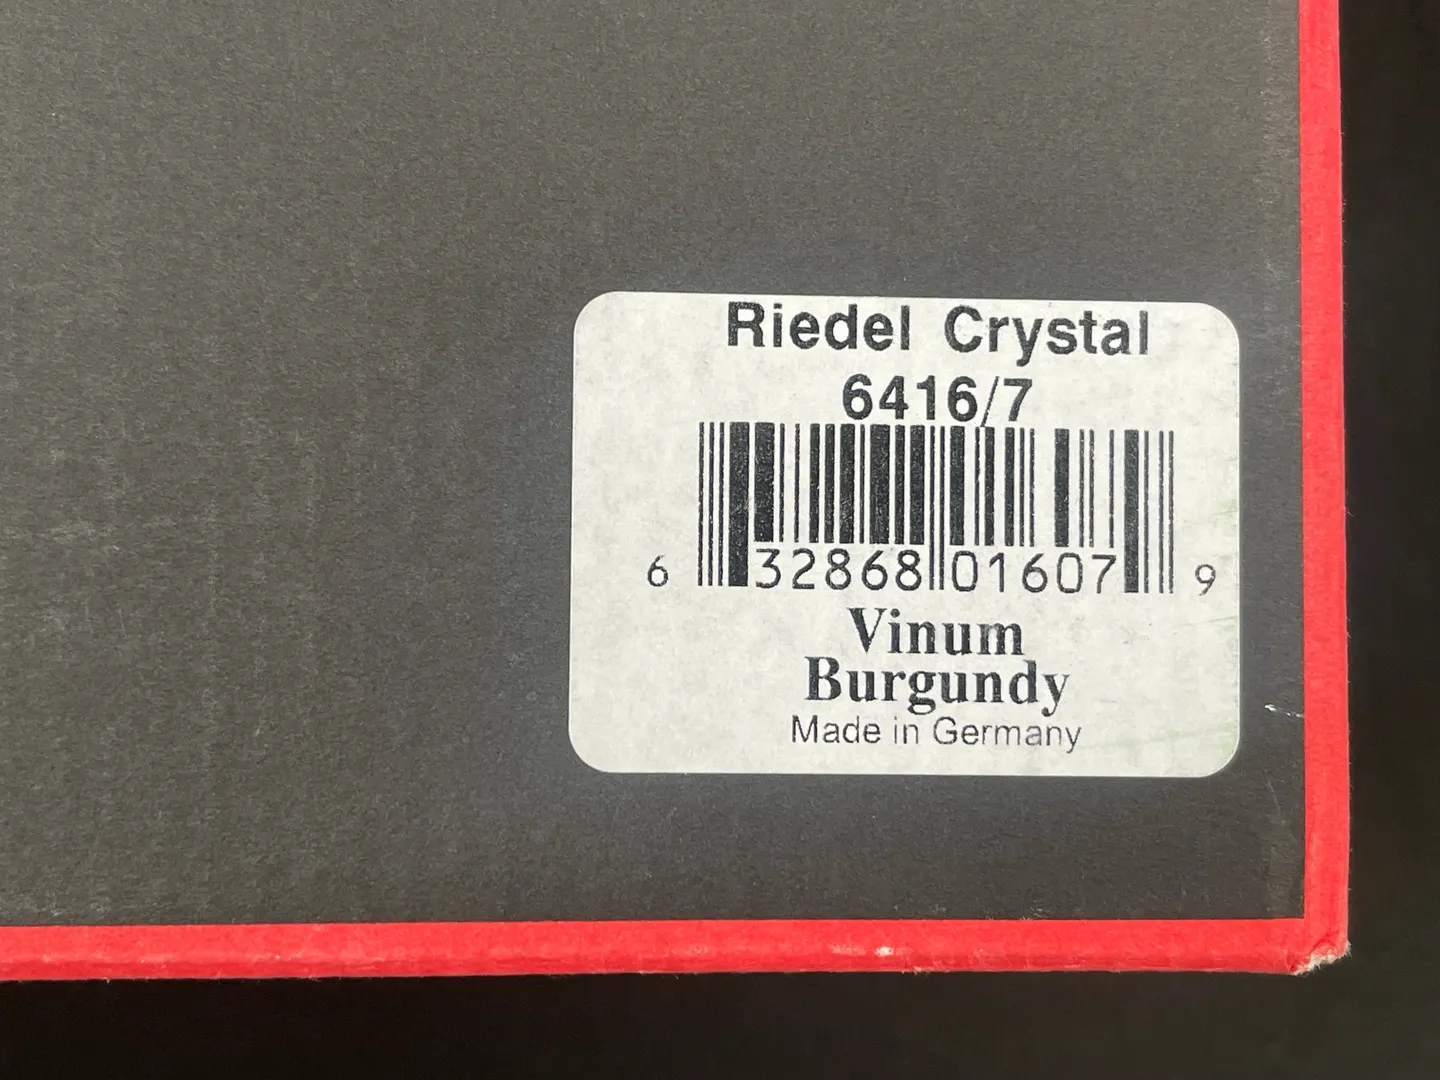 Riedel Crystal
6416/7
6 32868 01607 9
Vinum
Burgundy
Made in Germany